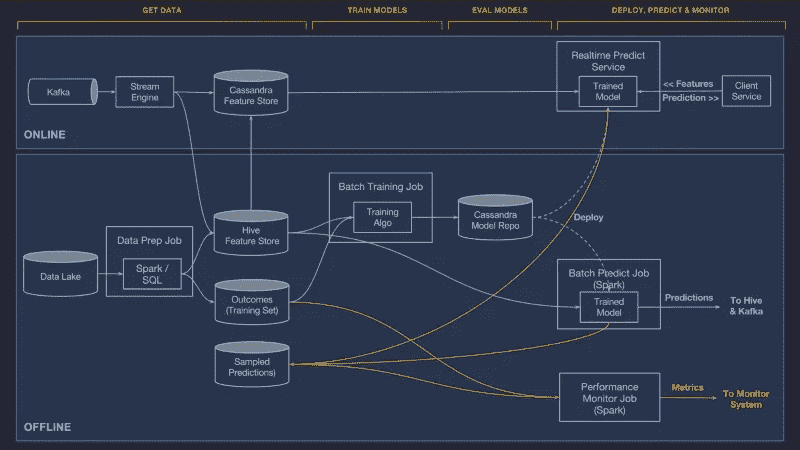 GET DATA
TRAIN MODELS
EVAL MODELS
DEPLOY, PREDICT & MONITOR
Kafka
Stream
Engine
Cassandra
Feature Store
Realtime Predict
Service
Trained
Model
<< Features
Prediction >>
Client
Service
ONLINE
Batch Training Job
Training
Algo
Hive
Feature Store
Cassandra
Model Repo
Deploy
Data Prep Job
Spark /
SQL
Data Lake
Outcomes
(Training Set)
Batch Predict Job
(Spark)
Trained
Model
Predictions
To Hive
& Kafka
Sampled
Predictions)
Performance
Monitor Job
(Spark)
Metrics
To Monitor
System
OFFLINE